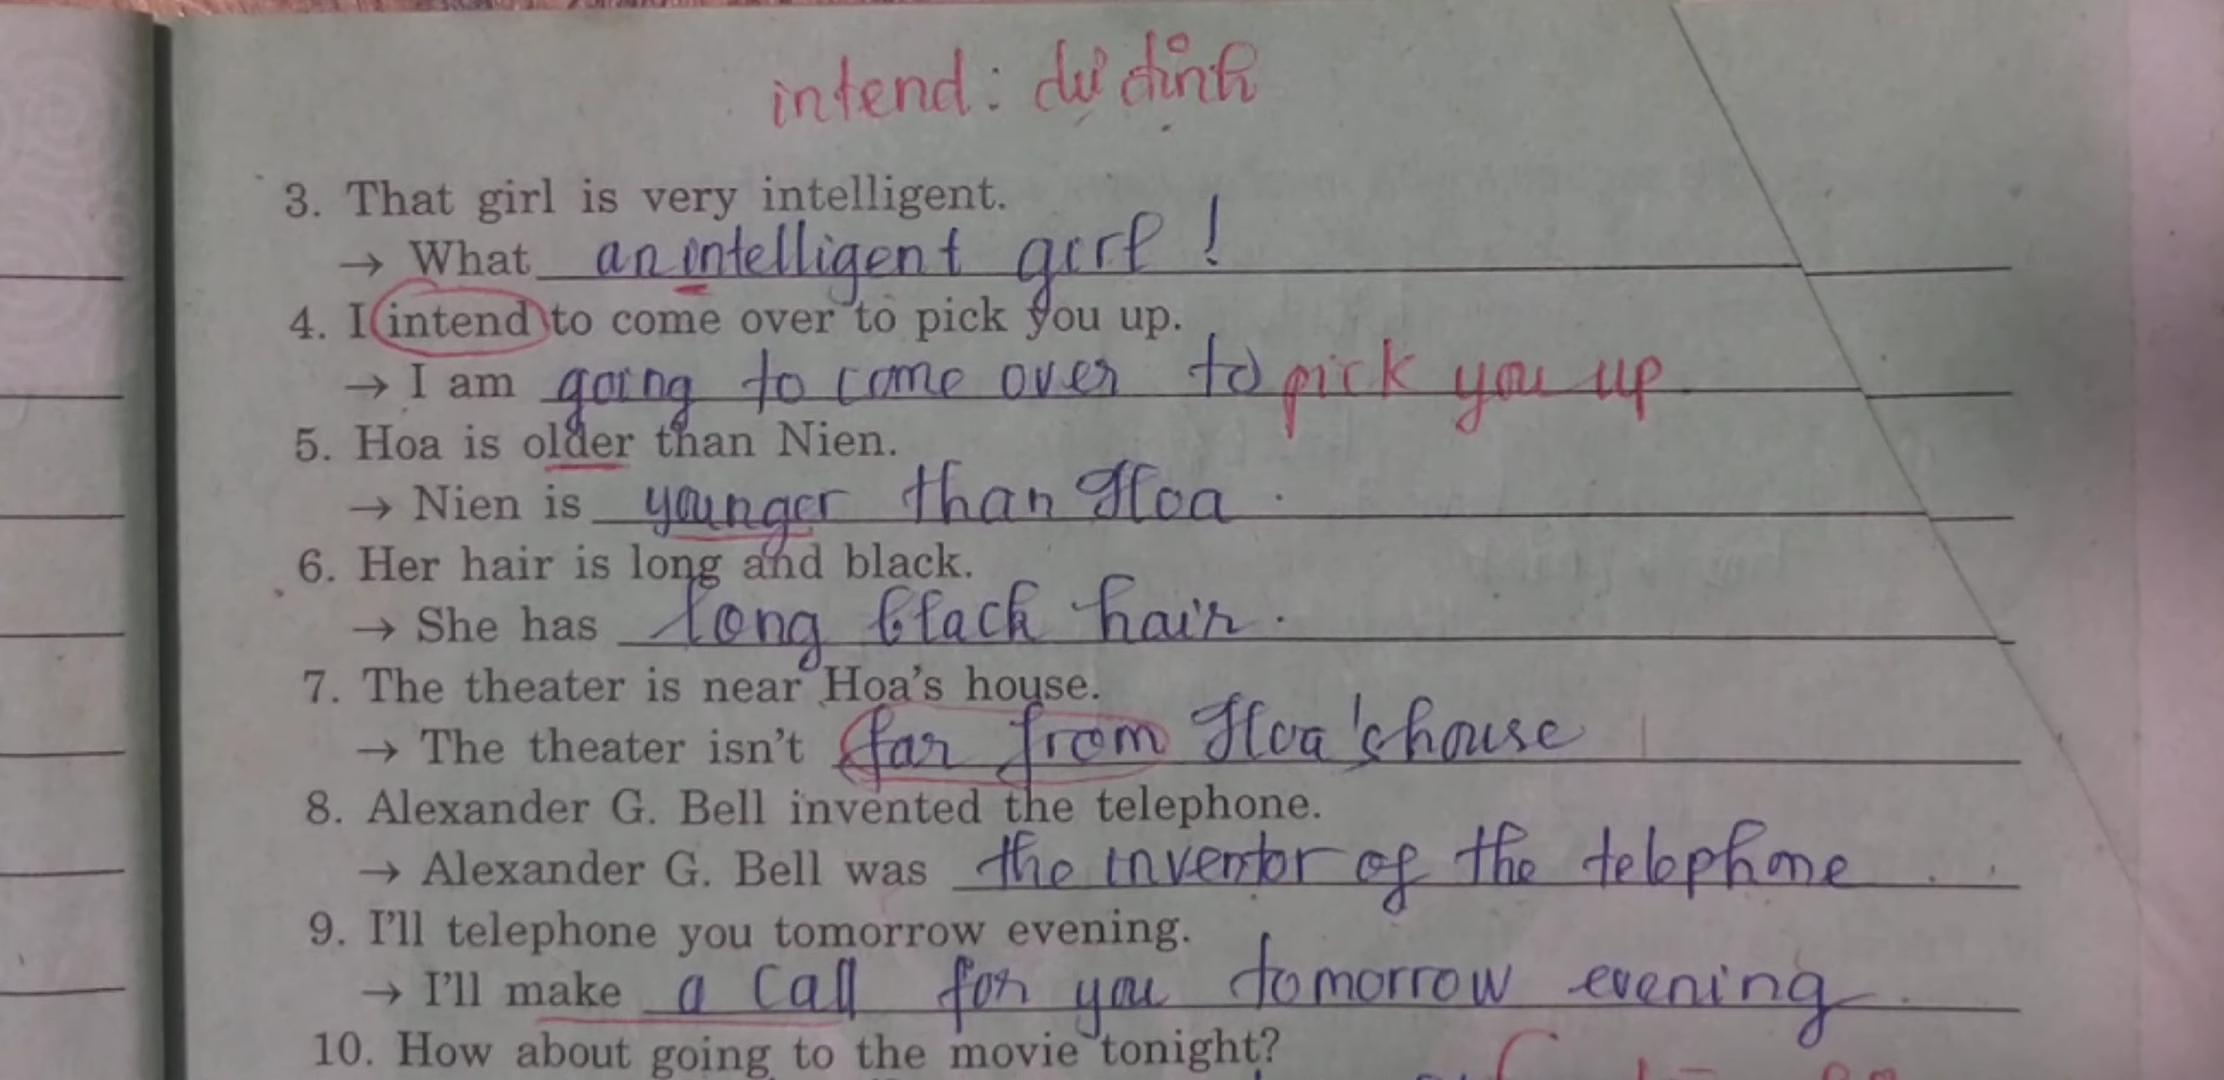 intend: dự định
3. That girl is very intelligent.
→ What an intelligent girl !
4. I intend to come over to pick you up.
→ I am going to come over to pick you up
5. Hoa is older than Nien.
→ Nien is younger than Hoa .
6. Her hair is long and black.
→ She has long black hair .
7. The theater is near Hoa's house.
→ The theater isn't far from Hoa's house
8. Alexander G. Bell invented the telephone.
→ Alexander G. Bell was the inventor of the telephone .
9. I'll telephone you tomorrow evening.
→ I'll make a call for you tomorrow evening .
10. How about going to the movie tonight?